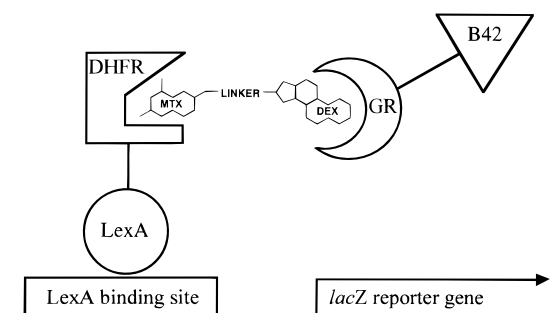 B42
DHFR
MTX
LINKER
DEX
GR
LexA
LexA binding site
lacZ reporter gene